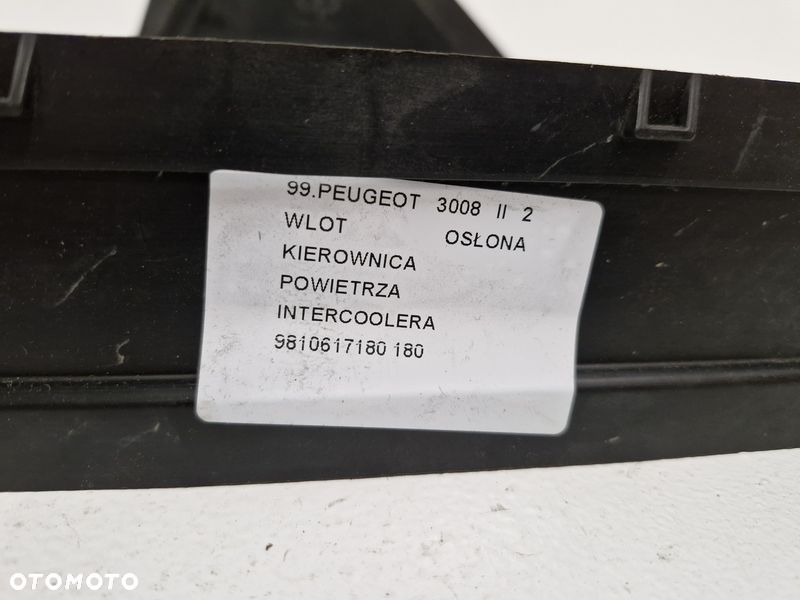 99.PEUGEOT 3008 II 2
WLOT OSŁONA
KIEROWNICA
POWIETRZA
INTERCOOLERA
9810617180 180
OTOMOTO